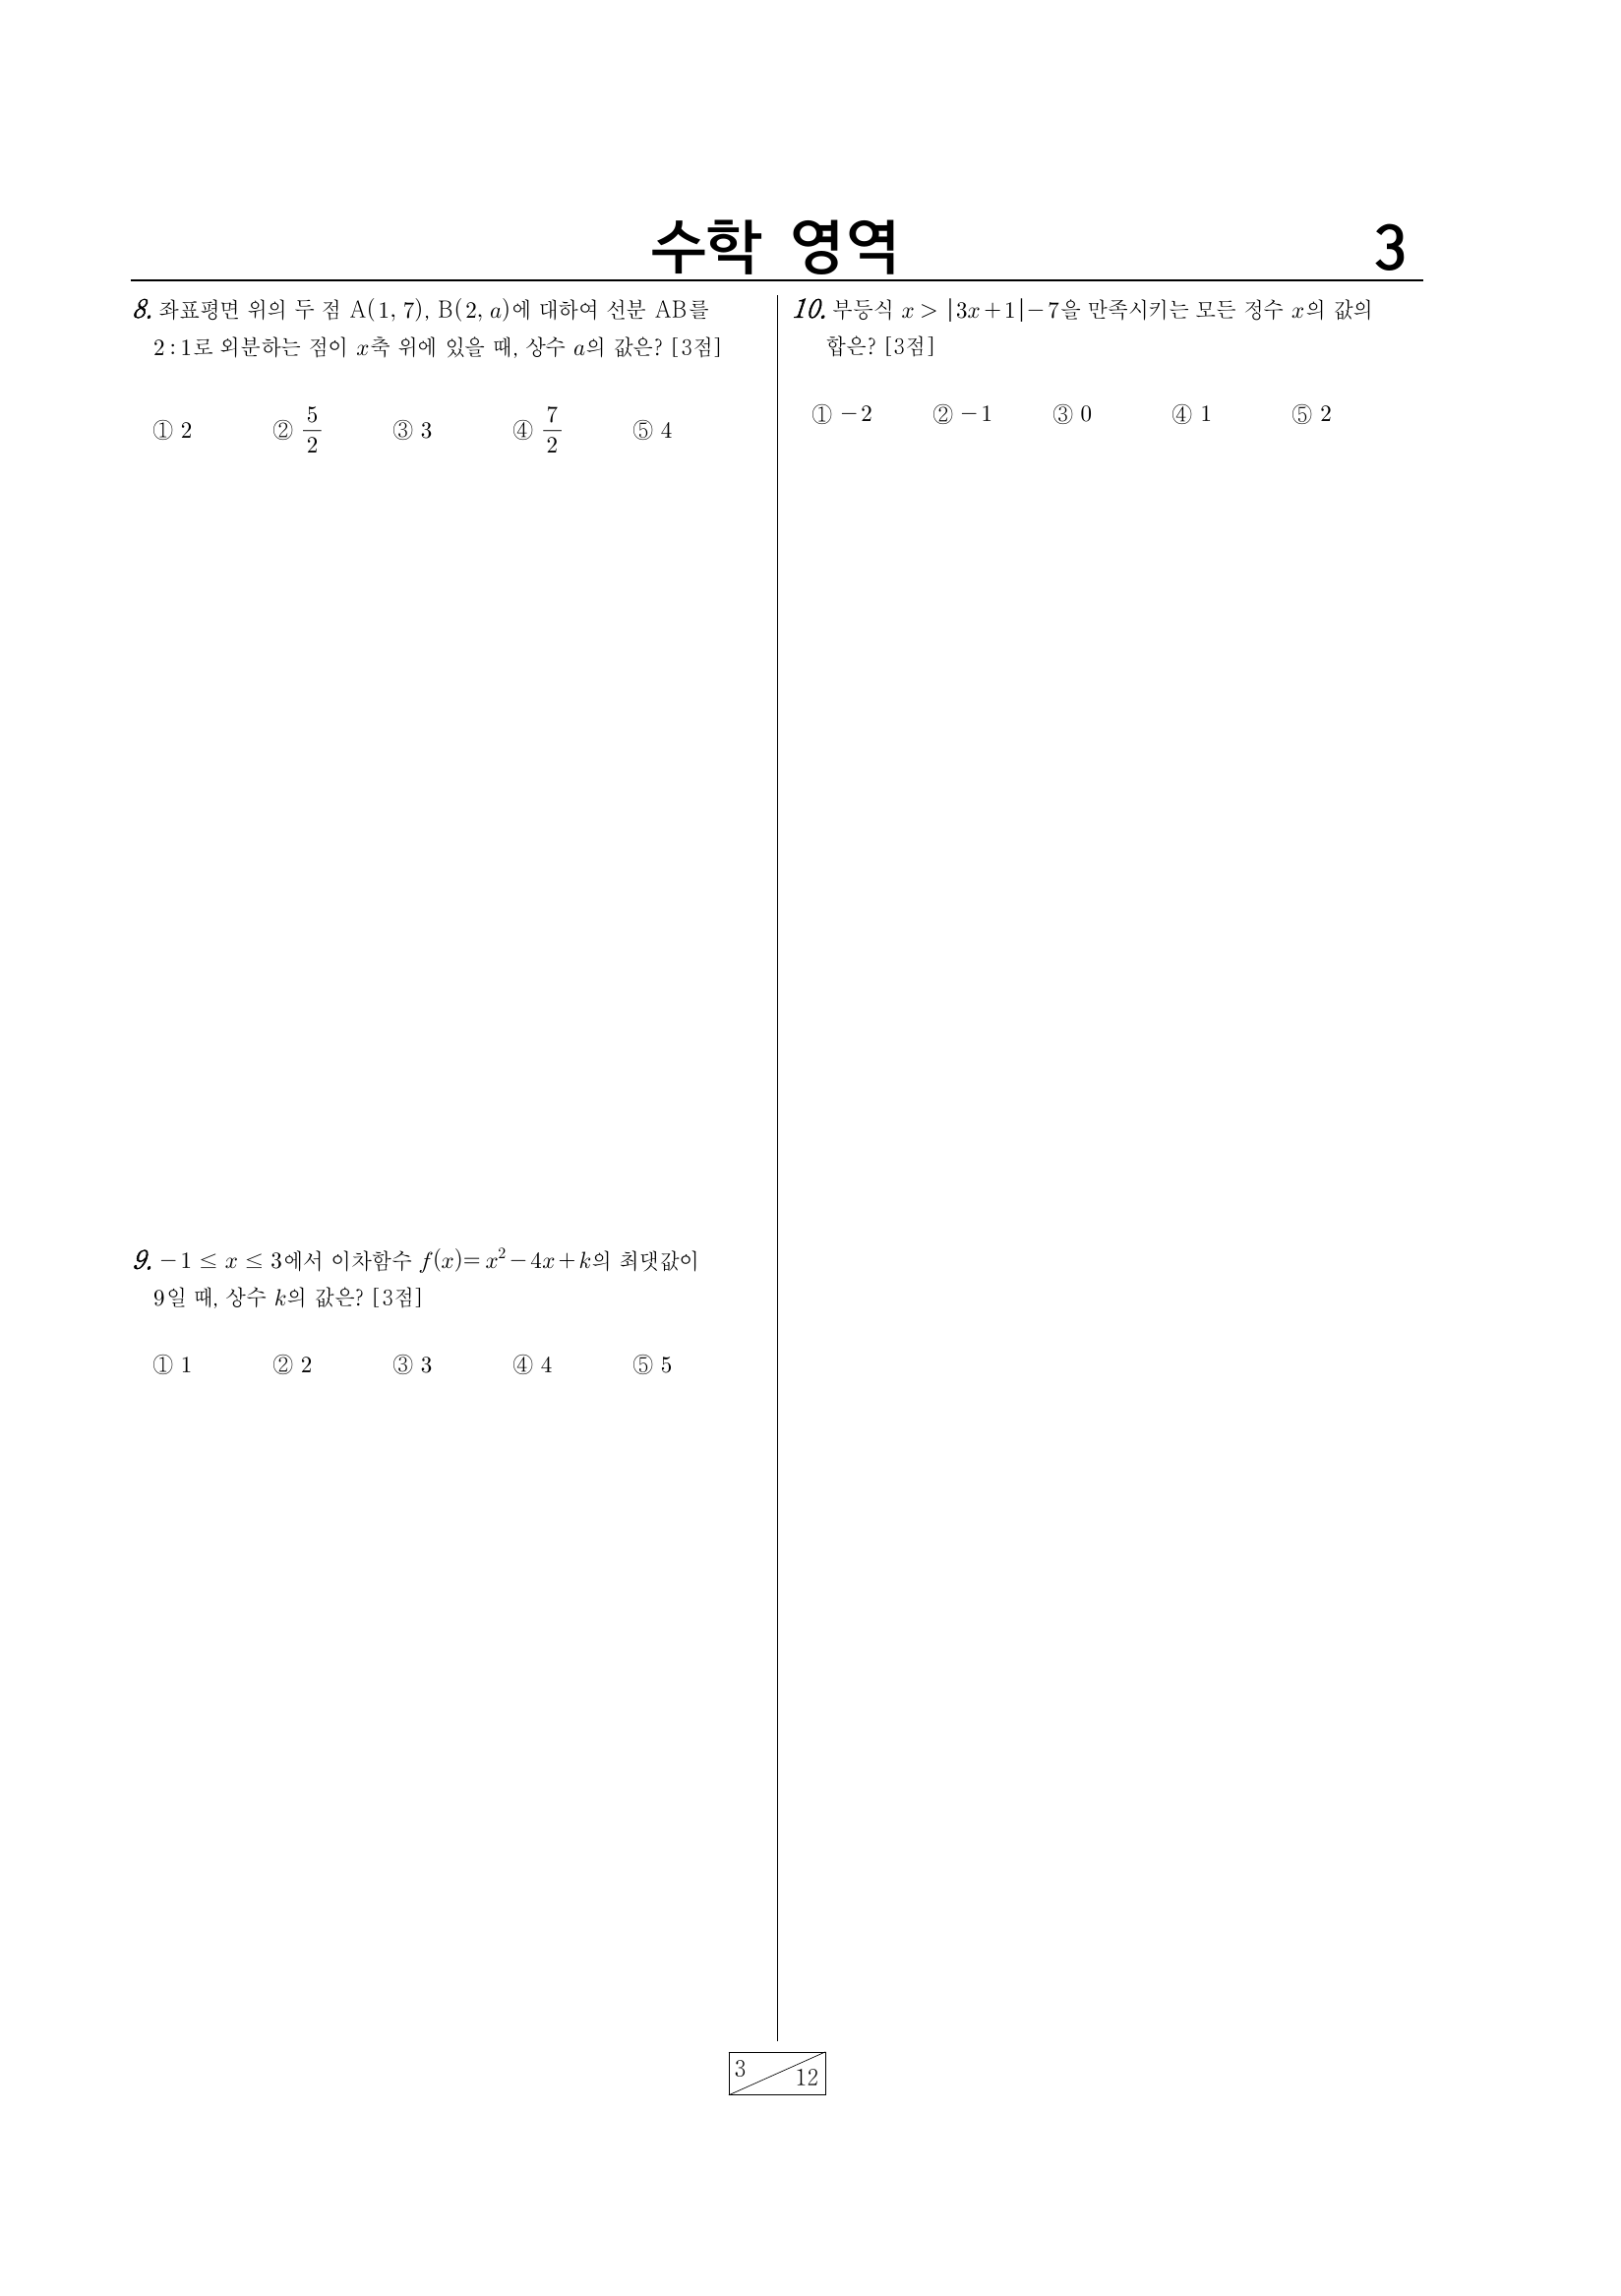 수학 영역
3
8. 좌표평면 위의 두 점 A(1, 7), B(2, a)에 대하여 선분 AB를
2 : 1로 외분하는 점이 x축 위에 있을 때, 상수 a의 값은? [3점]
① 2 ② 5/2 ③ 3 ④ 7/2 ⑤ 4
9. −1 ≤ x ≤ 3에서 이차함수 f(x)= x²−4x+k의 최댓값이
9일 때, 상수 k의 값은? [3점]
① 1 ② 2 ③ 3 ④ 4 ⑤ 5
10. 부등식 x > |3x+1|−7을 만족시키는 모든 정수 x의 값의
합은? [3점]
① −2 ② −1 ③ 0 ④ 1 ⑤ 2
3 12